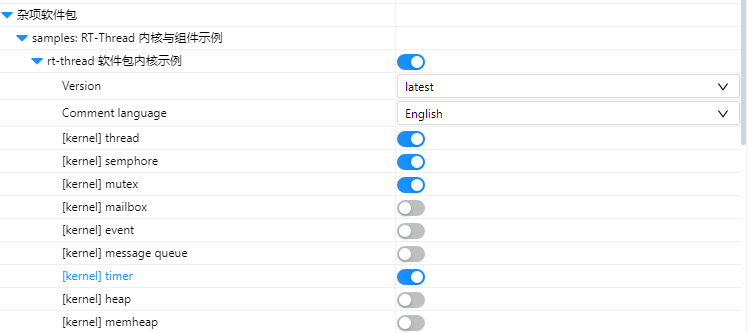 杂项软件包
samples: RT-Thread 内核与组件示例
rt-thread 软件包内核示例
Version latest
Comment language English
[kernel] thread
[kernel] semphore
[kernel] mutex
[kernel] mailbox
[kernel] event
[kernel] message queue
[kernel] timer
[kernel] heap
[kernel] memheap